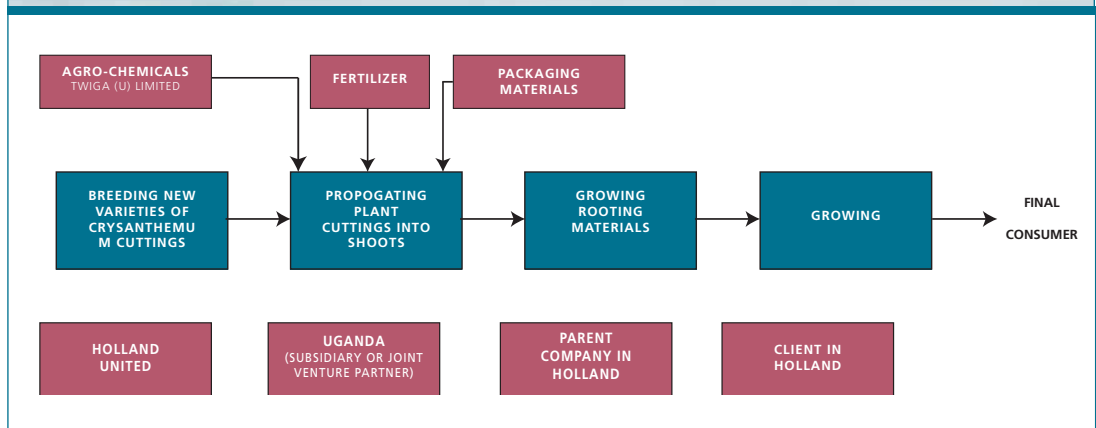 AGRO-CHEMICALS
TWIGA (U) LIMITED
FERTILIZER
PACKAGING
MATERIALS
BREEDING NEW
VARIETIES OF
CRYSANTHEMU
M CUTTINGS
PROPOGATING
PLANT
CUTTINGS INTO
SHOOTS
GROWING
ROOTING
MATERIALS
GROWING
FINAL
CONSUMER
HOLLAND
UNITED
UGANDA
(SUBSIDIARY OR JOINT
VENTURE PARTNER)
PARENT
COMPANY IN
HOLLAND
CLIENT IN
HOLLAND